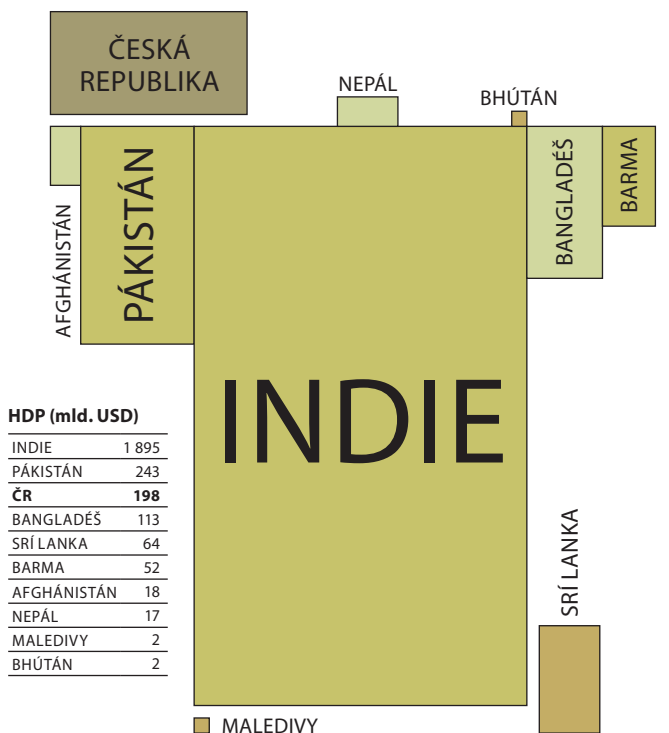 ČESKÁ
REPUBLIKA
NEPÁL
BHÚTÁN
AFGHÁNISTÁN
PÁKISTÁN
INDIE
BANGLADÉŠ
BARMA
HDP (mld. USD)
INDIE 1 895
PÁKISTÁN 243
ČR 198
BANGLADÉŠ 113
SRÍ LANKA 64
BARMA 52
AFGHÁNISTÁN 18
NEPÁL 17
MALEDIVY 2
BHÚTÁN 2
SRÍ LANKA
MALEDIVY